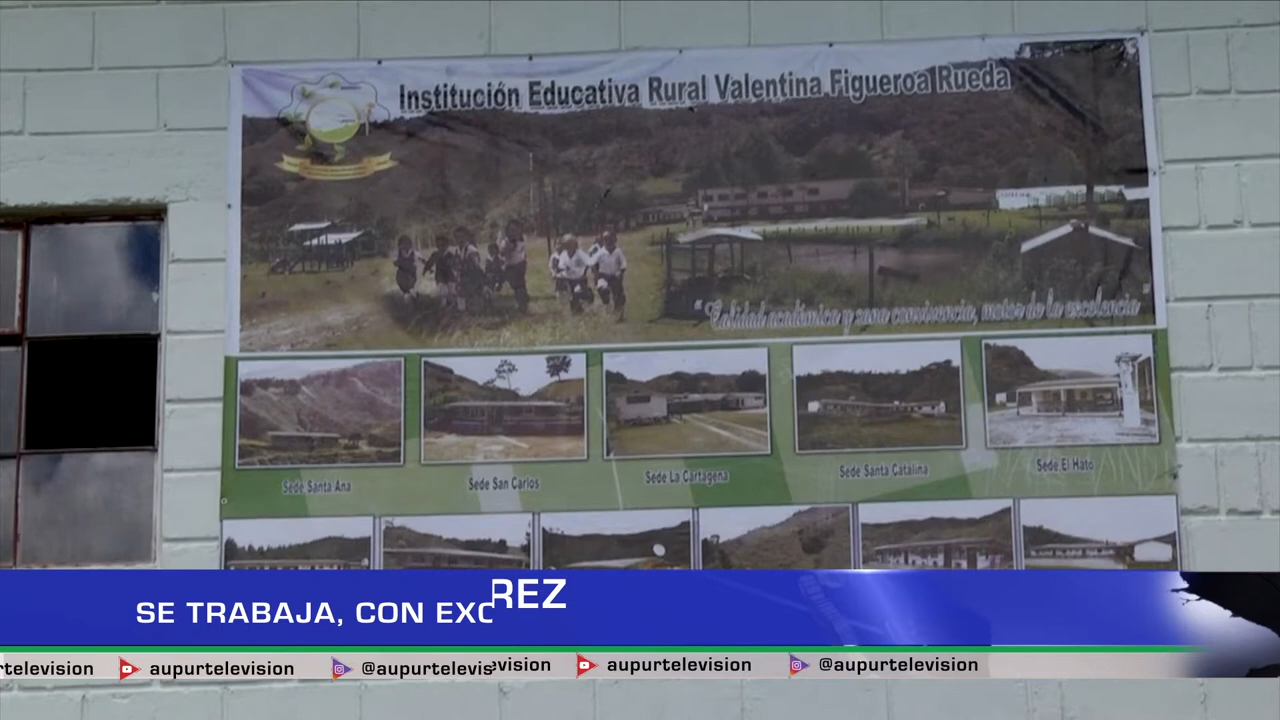 Institución Educativa Rural Valentina Figueroa Rueda
"Calidad académica y sana convivencia, motor de la excelencia
Sede Santa Ana
Sede San Carlos
Sede La Cartagena
Sede Santa Catalina
Sede El Hato
REZ
SE TRABAJA, CON EXC
rtelevision aupurtelevision @aupurtelevis vision aupurtelevision @aupurtelevision